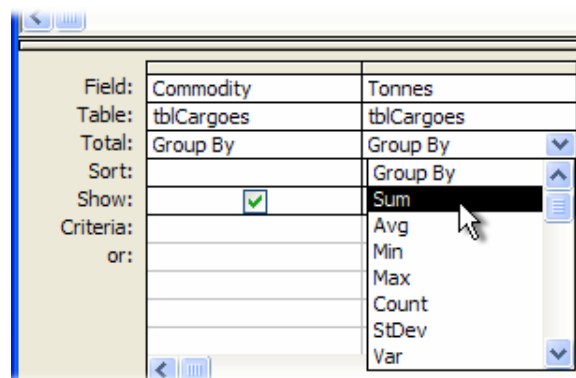 Field: Commodity Tonnes
Table: tblCargoes tblCargoes
Total: Group By Group By
Sort: Group By
Show: Sum
Criteria: Avg
or: Min
Max
Count
StDev
Var